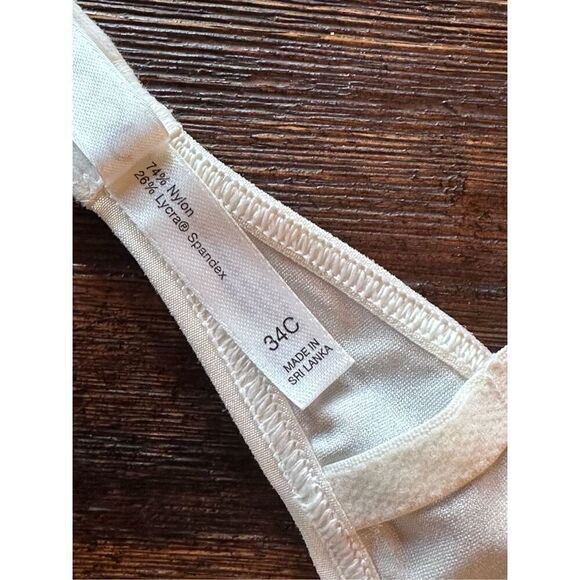 74% Nylon
26% Lycra® Spandex
34C
MADE IN
SRI LANKA